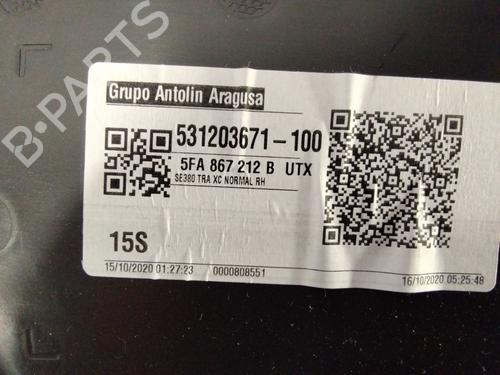 B-PARTS
Grupo Antolin Aragusa
531203671-100
5FA 867 212 B UTX
SE380 TRA XC NORMAL RH
15S
15/10/2020 01:27:23 0000808551 16/10/2020 05:25:48